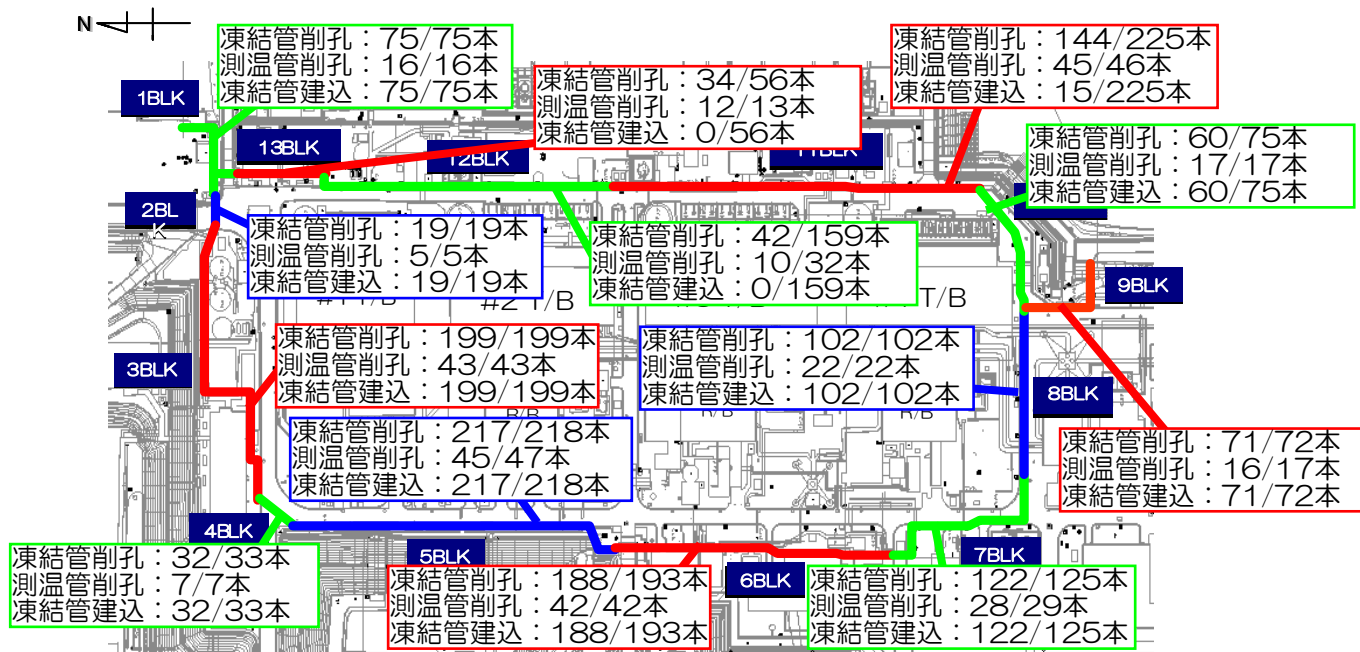 N
凍結管削孔：75/75本
測温管削孔：16/16本
凍結管建込：75/75本
凍結管削孔：144/225本
測温管削孔：45/46本
凍結管建込：15/225本
凍結管削孔：34/56本
測温管削孔：12/13本
凍結管建込：0/56本
1BLK
13BLK
12BLK
11BLK
凍結管削孔：60/75本
測温管削孔：17/17本
凍結管建込：60/75本
2BL
K
凍結管削孔：19/19本
測温管削孔：5/5本
凍結管建込：19/19本
凍結管削孔：42/159本
測温管削孔：10/32本
凍結管建込：0/159本
#2 T/B
T/B
9BLK
凍結管削孔：199/199本
測温管削孔：43/43本
凍結管建込：199/199本
凍結管削孔：102/102本
測温管削孔：22/22本
凍結管建込：102/102本
3BLK
8BLK
R/B
R/B
R/B
凍結管削孔：217/218本
測温管削孔：45/47本
凍結管建込：217/218本
凍結管削孔：71/72本
測温管削孔：16/17本
凍結管建込：71/72本
4BLK
5BLK
6BLK
7BLK
凍結管削孔：32/33本
測温管削孔：7/7本
凍結管建込：32/33本
凍結管削孔：188/193本
測温管削孔：42/42本
凍結管建込：188/193本
凍結管削孔：122/125本
測温管削孔：28/29本
凍結管建込：122/125本